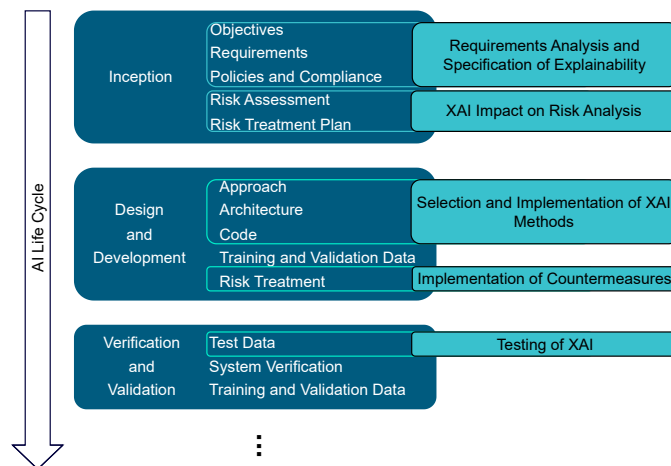 AI Life Cycle
Inception
Objectives
Requirements
Policies and Compliance
Risk Assessment
Risk Treatment Plan
Requirements Analysis and
Specification of Explainability
XAI Impact on Risk Analysis
Design
and
Development
Approach
Architecture
Code
Training and Validation Data
Risk Treatment
Selection and Implementation of XAI
Methods
Implementation of Countermeasures
Verification
and
Validation
Test Data
System Verification
Training and Validation Data
Testing of XAI
⋮